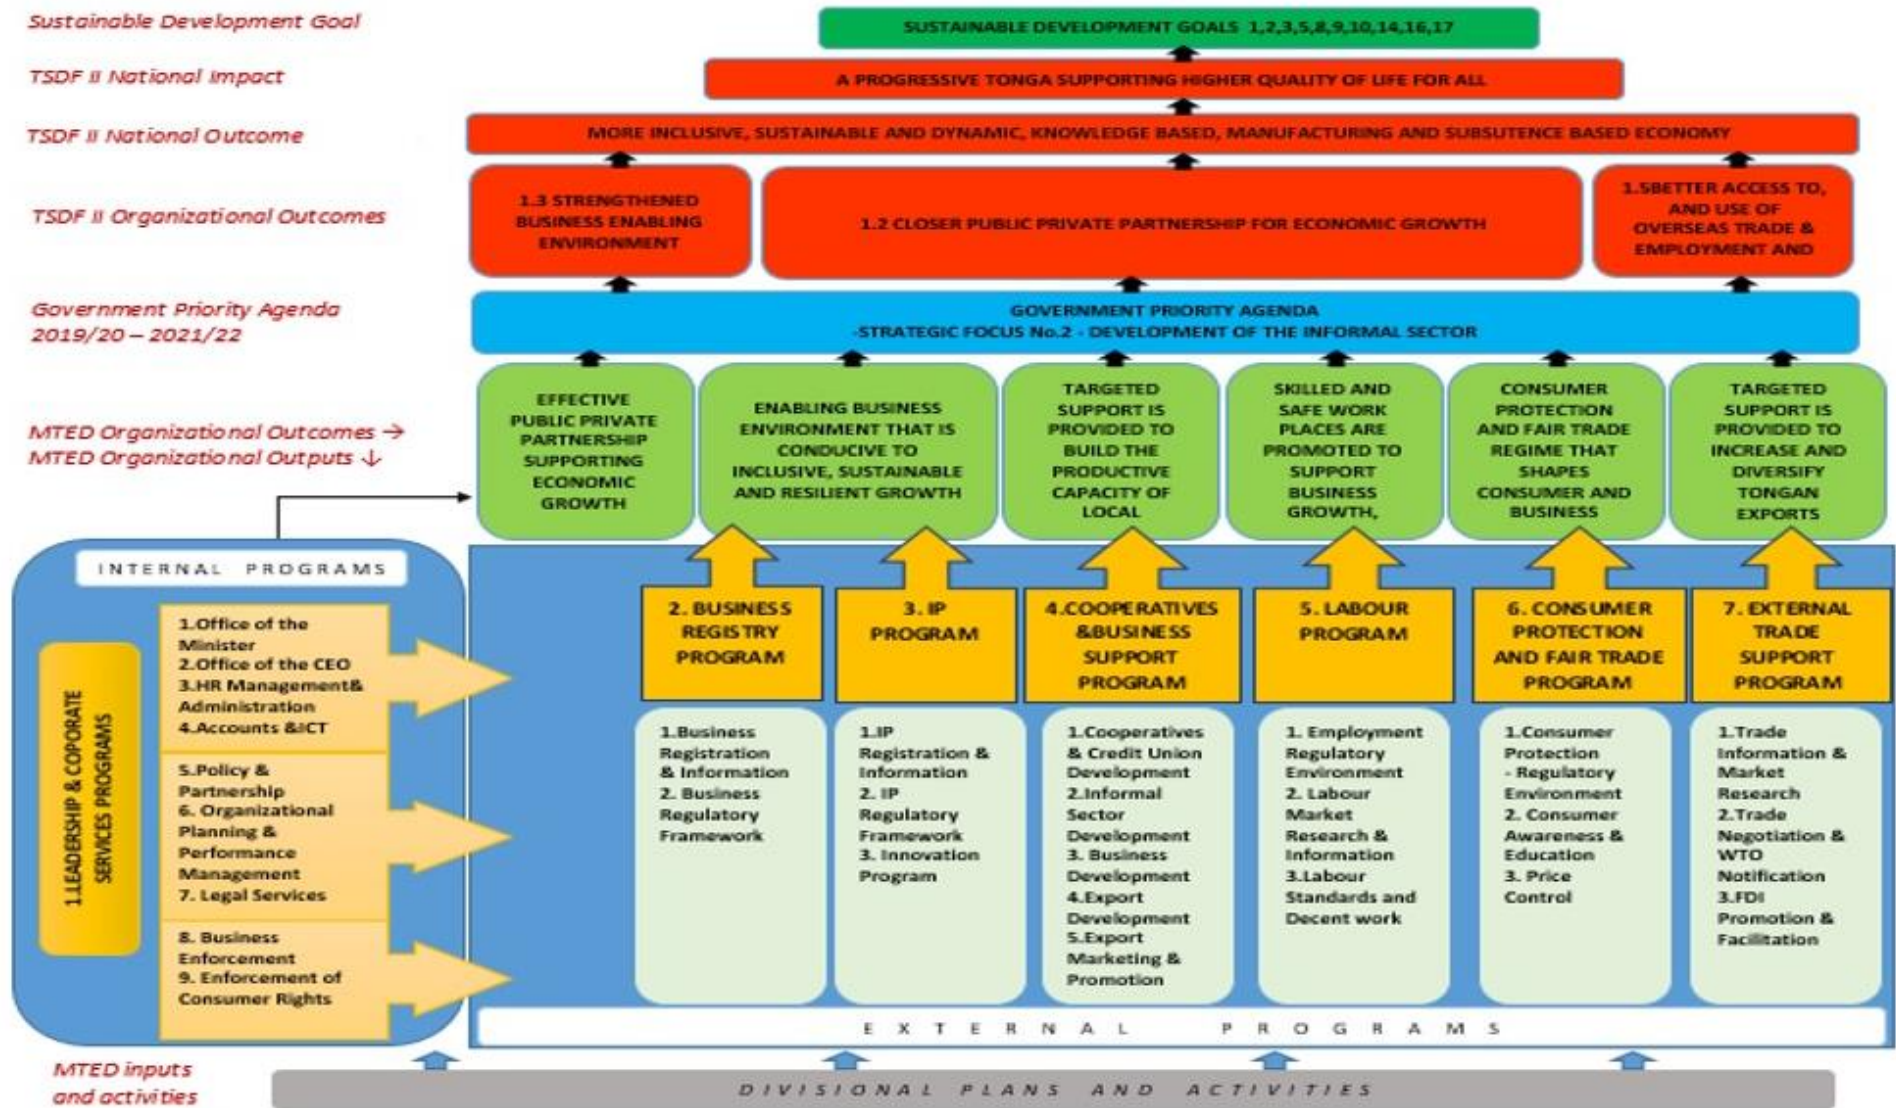 Sustainable Development Goal
SUSTAINABLE DEVELOPMENT GOALS 1,2,3,5,8,9,10,14,16,17
TSDF II National Impact
A PROGRESSIVE TONGA SUPPORTING HIGHER QUALITY OF LIFE FOR ALL
TSDF II National Outcome
MORE INCLUSIVE, SUSTAINABLE AND DYNAMIC, KNOWLEDGE BASED, MANUFACTURING AND SUBSUTENCE BASED ECONOMY
TSDF II Organizational Outcomes
1.3 STRENGTHENED
BUSINESS ENABLING
ENVIRONMENT
1.2 CLOSER PUBLIC PRIVATE PARTNERSHIP FOR ECONOMIC GROWTH
1.5BETTER ACCESS TO,
AND USE OF
OVERSEAS TRADE &
EMPLOYMENT AND
Government Priority Agenda
2019/20 – 2021/22
GOVERNMENT PRIORITY AGENDA
-STRATEGIC FOCUS No.2 - DEVELOPMENT OF THE INFORMAL SECTOR
MTED Organizational Outcomes →
MTED Organizational Outputs ↓
EFFECTIVE
PUBLIC PRIVATE
PARTNERSHIP
SUPPORTING
ECONOMIC
GROWTH
ENABLING BUSINESS
ENVIRONMENT THAT IS
CONDUCIVE TO
INCLUSIVE, SUSTAINABLE
AND RESILIENT GROWTH
TARGETED
SUPPORT IS
PROVIDED TO
BUILD THE
PRODUCTIVE
CAPACITY OF
LOCAL
SKILLED AND
SAFE WORK
PLACES ARE
PROMOTED TO
SUPPORT
BUSINESS
GROWTH,
CONSUMER
PROTECTION
AND FAIR TRADE
REGIME THAT
SHAPES
CONSUMER AND
BUSINESS
TARGETED
SUPPORT IS
PROVIDED TO
INCREASE AND
DIVERSIFY
TONGAN
EXPORTS
INTERNAL PROGRAMS
1.LEADERSHIP & COPORATE
SERVICES PROGRAMS
1.Office of the
Minister
2.Office of the CEO
3.HR Management&
Administration
4.Accounts &ICT
5.Policy &
Partnership
6. Organizational
Planning &
Performance
Management
7. Legal Services
8. Business
Enforcement
9. Enforcement of
Consumer Rights
2. BUSINESS
REGISTRY
PROGRAM
1.Business
Registration
& Information
2. Business
Regulatory
Framework
3. IP
PROGRAM
1.IP
Registration &
Information
2. IP
Regulatory
Framework
3. Innovation
Program
4.COOPERATIVES
&BUSINESS
SUPPORT
PROGRAM
1.Cooperatives
& Credit Union
Development
2.Informal
Sector
Development
3. Business
Development
4.Export
Development
5.Export
Marketing &
Promotion
5. LABOUR
PROGRAM
1. Employment
Regulatory
Environment
2. Labour
Market
Research &
Information
3.Labour
Standards and
Decent work
6. CONSUMER
PROTECTION
AND FAIR TRADE
PROGRAM
1.Consumer
Protection
- Regulatory
Environment
2. Consumer
Awareness &
Education
3. Price
Control
7. EXTERNAL
TRADE
SUPPORT
PROGRAM
1.Trade
Information &
Market
Research
2.Trade
Negotiation &
WTO
Notification
3.FDI
Promotion &
Facilitation
EXTERNAL PROGRAMS
MTED inputs
and activities
DIVISIONAL PLANS AND ACTIVITIES